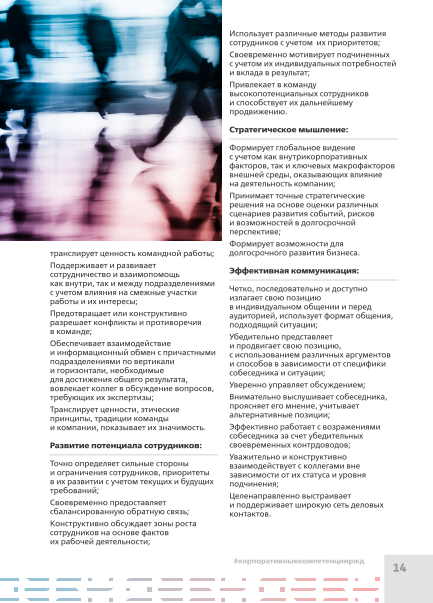 транслирует ценность командной работы;
Поддерживает и развивает
сотрудничество и взаимопомощь
как внутри, так и между подразделениями
с учетом влияния на смежные участки
работы и их интересы;
Предотвращает или конструктивно
разрешает конфликты и противоречия
в команде;
Обеспечивает взаимодействие
и информационный обмен с причастными
подразделениями по вертикали
и горизонтали, необходимые
для достижения общего результата,
вовлекает коллег в обсуждение вопросов,
требующих их экспертизы;
Транслирует ценности, этические
принципы, традиции команды
и компании, показывает их значимость.
Развитие потенциала сотрудников:
Точно определяет сильные стороны
и ограничения сотрудников, приоритеты
в их развитии с учетом текущих и будущих
требований;
Своевременно предоставляет
сбалансированную обратную связь;
Конструктивно обсуждает зоны роста
сотрудников на основе фактов
их рабочей деятельности;
Использует различные методы развития
сотрудников с учетом их приоритетов;
Своевременно мотивирует подчиненных
с учетом их индивидуальных потребностей
и вклада в результат;
Привлекает в команду
высокопотенциальных сотрудников
и способствует их дальнейшему
продвижению.
Стратегическое мышление:
Формирует глобальное видение
с учетом как внутрикорпоративных
факторов, так и ключевых макрофакторов
внешней среды, оказывающих влияние
на деятельность компании;
Принимает точные стратегические
решения на основе оценки различных
сценариев развития событий, рисков
и возможностей в долгосрочной
перспективе;
Формирует возможности для
долгосрочного развития бизнеса.
Эффективная коммуникация:
Четко, последовательно и доступно
излагает свою позицию
в индивидуальном общении и перед
аудиторией, использует формат общения,
подходящий ситуации;
Убедительно представляет
и продвигает свою позицию,
с использованием различных аргументов
и способов в зависимости от специфики
собеседника и ситуации;
Уверенно управляет обсуждением;
Внимательно выслушивает собеседника,
проясняет его мнение, учитывает
альтернативные позиции;
Эффективно работает с возражениями
собеседника за счет убедительных
своевременных контрдоводов;
Уважительно и конструктивно
взаимодействует с коллегами вне
зависимости от их статуса и уровня
подчинения;
Целенаправленно выстраивает
и поддерживает широкую сеть деловых
контактов.
#корпоративныекомпетенцииржд
14